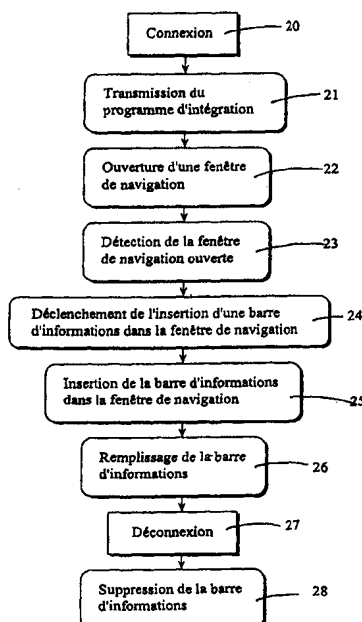 Connexion
20
Transmission du
programme d'intégration
21
Ouverture d'une fenêtre
de navigation
22
Détection de la fenêtre
de navigation ouverte
23
Déclenchement de l'insertion d'une barre
d'informations dans la fenêtre de navigation
24
Insertion de la barre d'informations
dans la fenêtre de navigation
25
Remplissage de la barre
d'informations
26
Déconnexion
27
Suppression de la barre
d'informations
28